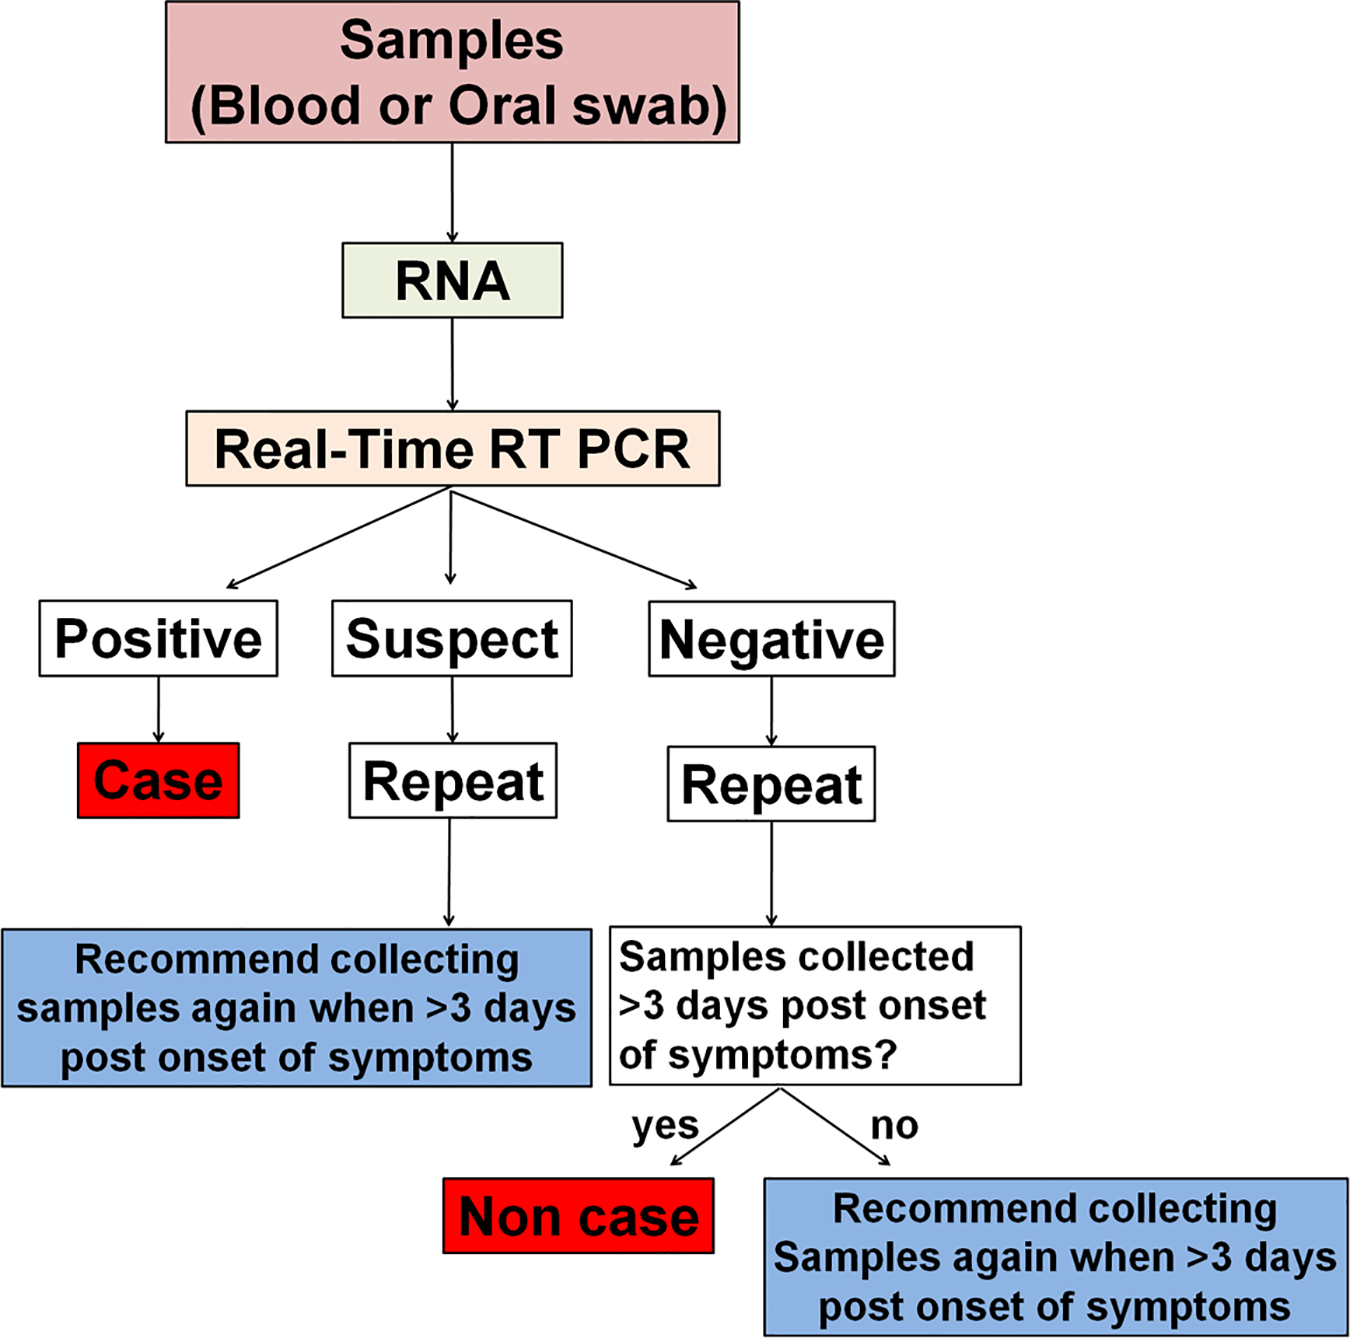 Samples
(Blood or Oral swab)
RNA
Real-Time RT PCR
Positive
Suspect
Negative
Case
Repeat
Repeat
Recommend collecting
samples again when >3 days
post onset of symptoms
Samples collected
>3 days post onset
of symptoms?
yes
no
Non case
Recommend collecting
Samples again when >3 days
post onset of symptoms